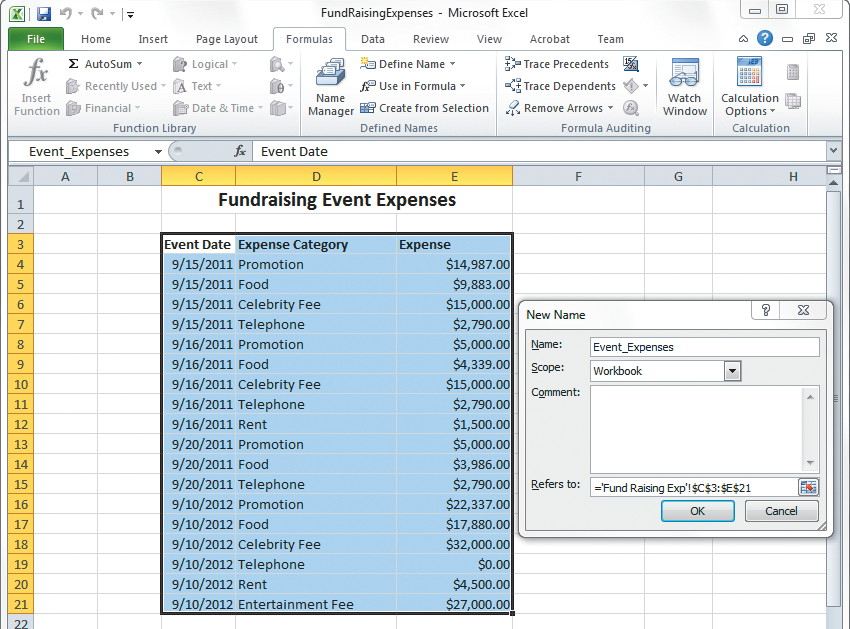 FundRaisingExpenses - Microsoft Excel
File Home Insert Page Layout Formulas Data Review View Acrobat Team
Σ AutoSum Logical Define Name Trace Precedents
fx Recently Used Text Use in Formula Trace Dependents
Insert Function Financial Date & Time Name Manager Create from Selection Remove Arrows Watch Window Calculation Options
Function Library Defined Names Formula Auditing Calculation
Event_Expenses fx Event Date
A B C D E F G H
1 Fundraising Event Expenses
2
3 Event Date Expense Category Expense
4 9/15/2011 Promotion $14,987.00
5 9/15/2011 Food $9,883.00
6 9/15/2011 Celebrity Fee $15,000.00
7 9/15/2011 Telephone $2,790.00
8 9/16/2011 Promotion $5,000.00
9 9/16/2011 Food $4,339.00
10 9/16/2011 Celebrity Fee $15,000.00
11 9/16/2011 Telephone $2,790.00
12 9/16/2011 Rent $1,500.00
13 9/20/2011 Promotion $5,000.00
14 9/20/2011 Food $3,986.00
15 9/20/2011 Telephone $2,790.00
16 9/10/2012 Promotion $22,337.00
17 9/10/2012 Food $17,880.00
18 9/10/2012 Celebrity Fee $32,000.00
19 9/10/2012 Telephone $0.00
20 9/10/2012 Rent $4,500.00
21 9/10/2012 Entertainment Fee $27,000.00
22
New Name
Name: Event_Expenses
Scope: Workbook
Comment:
Refers to: ='Fund Raising Exp'!$C$3:$E$21
OK Cancel